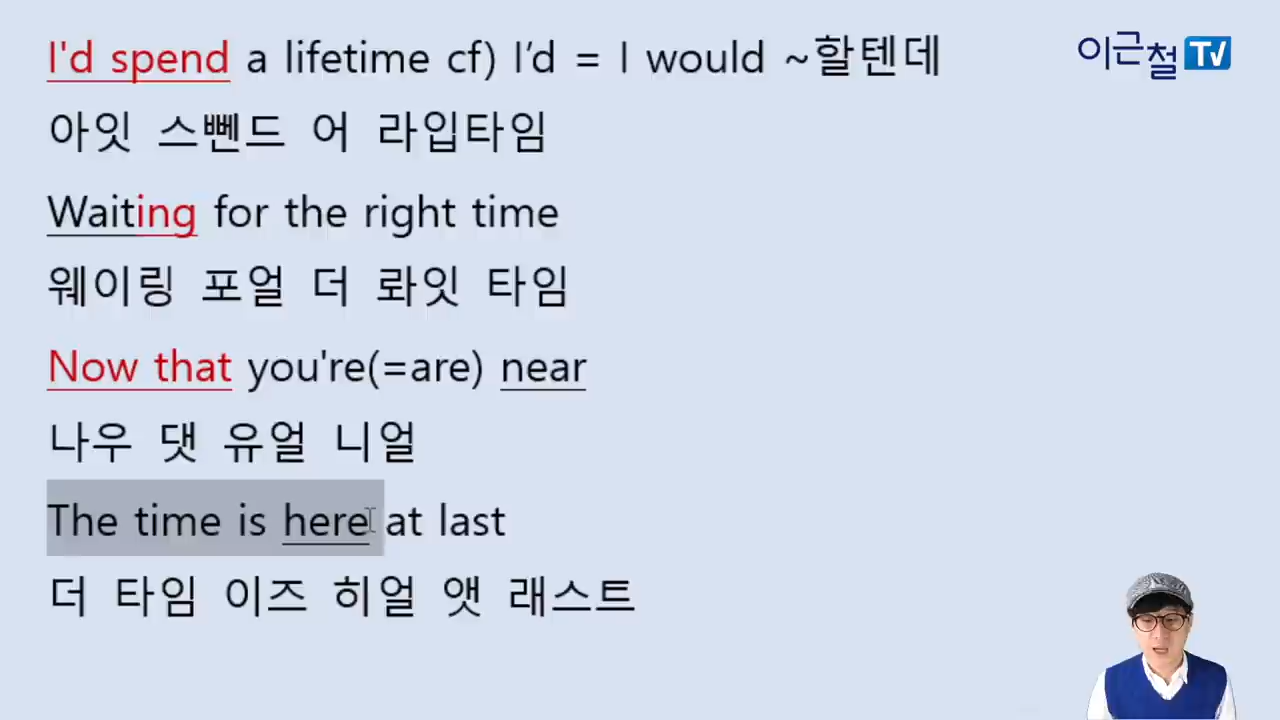 I'd spend a lifetime cf) I’d = I would ~할텐데
이근철 TV
아잇 스뻰드 어 라입타임
Waiting for the right time
웨이링 포얼 더 롸잇 타임
Now that you're(=are) near
나우 댓 유얼 니얼
The time is here at last
더 타임 이즈 히얼 앳 래스트